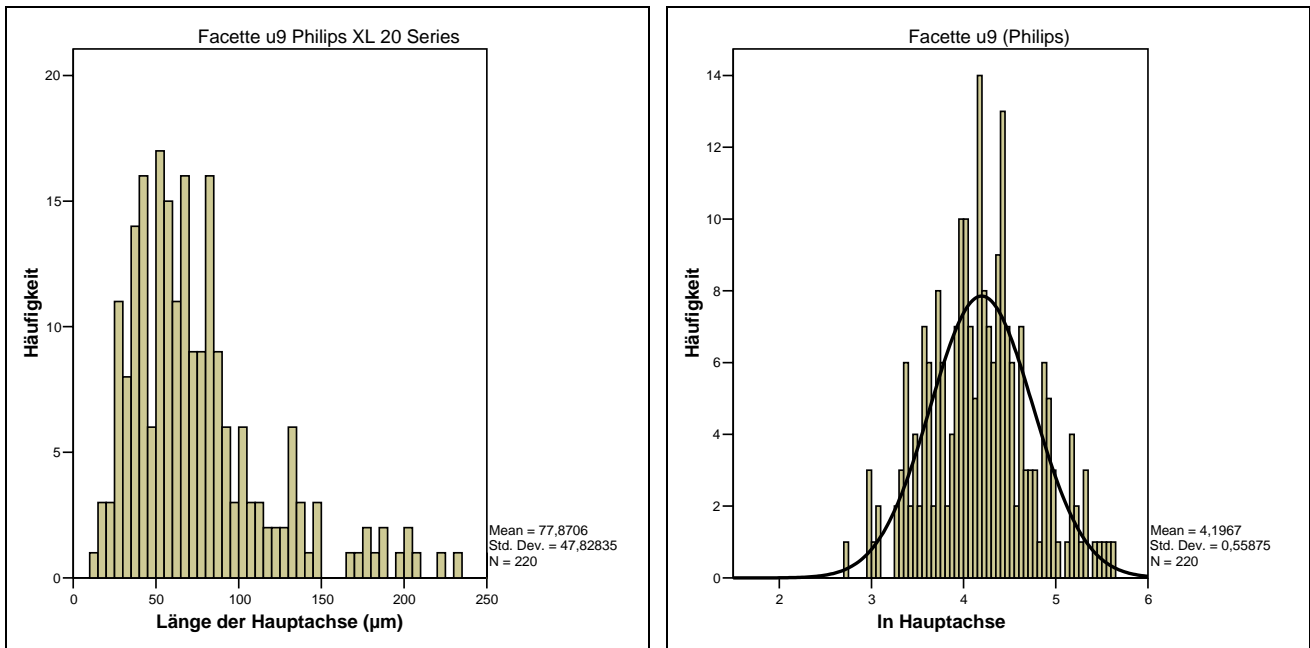 Facette u9 Philips XL 20 Series
20
15
10
5
0
Häufigkeit
0 50 100 150 200 250
Länge der Hauptachse (µm)
Mean = 77,8706
Std. Dev. = 47,82835
N = 220
Facette u9 (Philips)
14
12
10
8
6
4
2
0
Häufigkeit
2 3 4 5 6
ln Hauptachse
Mean = 4,1967
Std. Dev. = 0,55875
N = 220